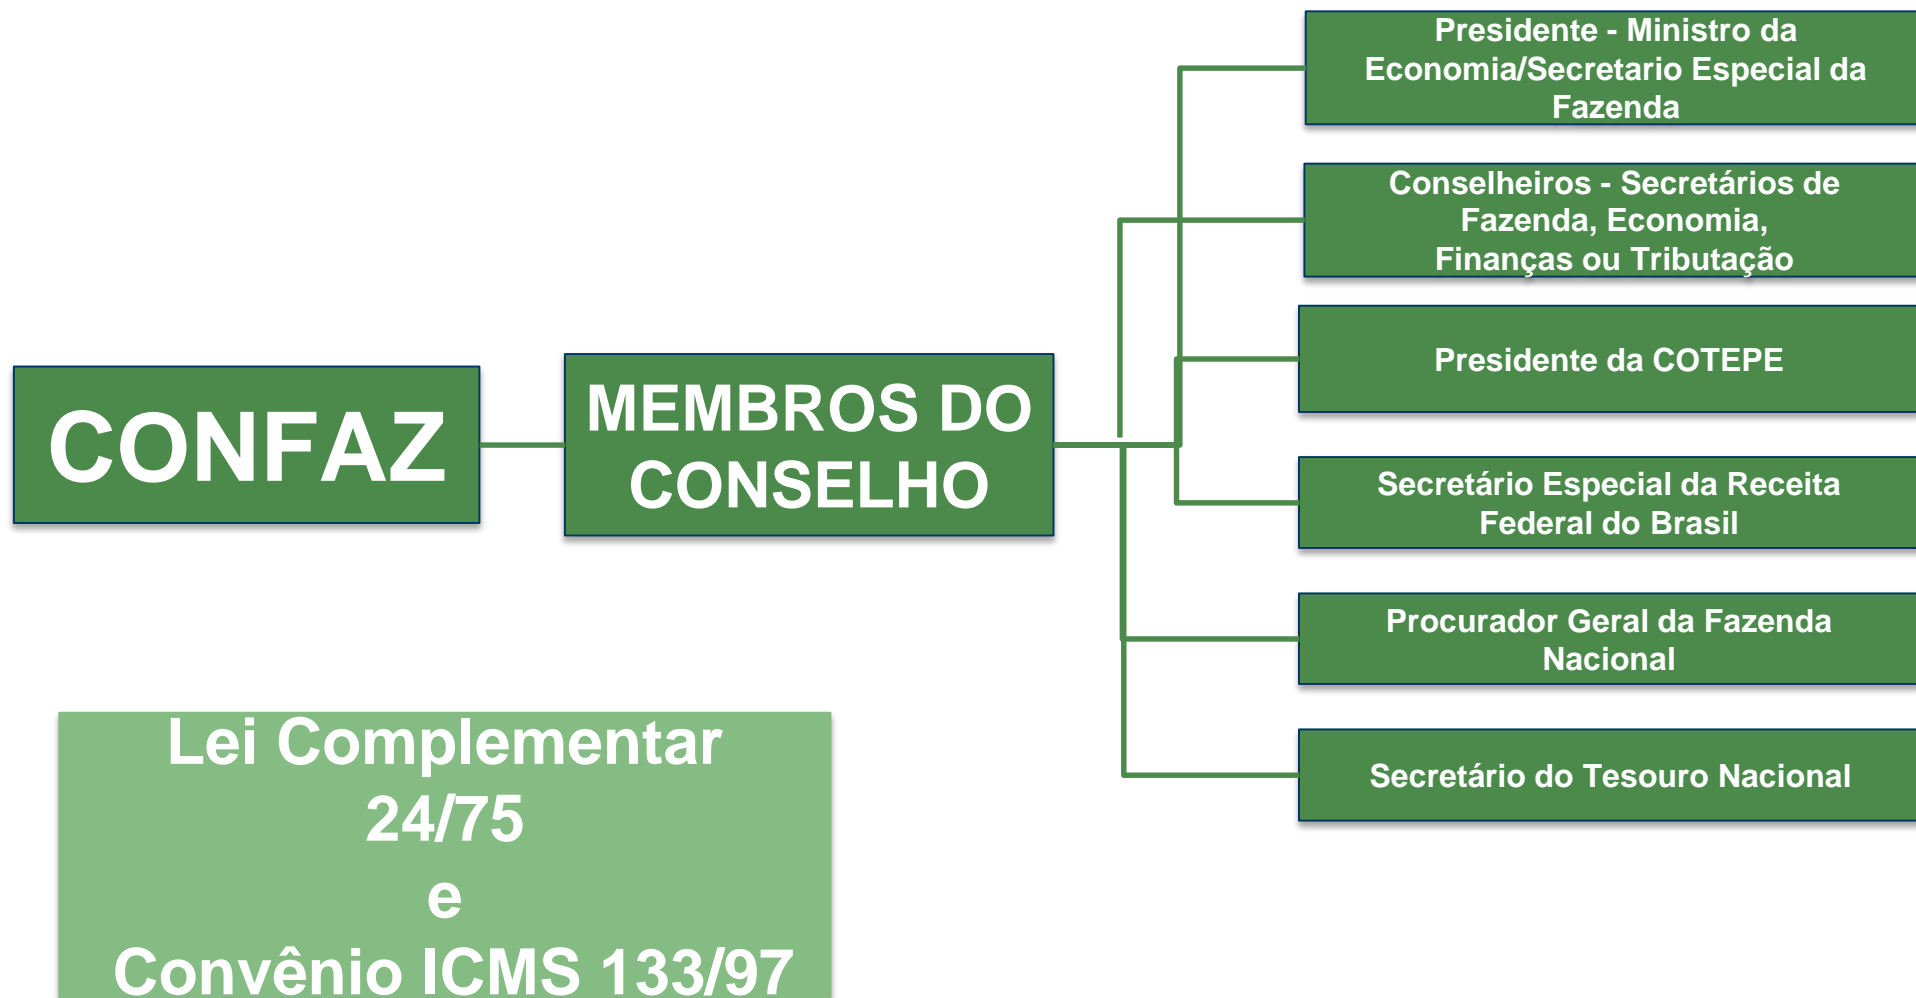 CONFAZ
MEMBROS DO
CONSELHO
Presidente - Ministro da
Economia/Secretario Especial da
Fazenda
Conselheiros - Secretários de
Fazenda, Economia,
Finanças ou Tributação
Presidente da COTEPE
Secretário Especial da Receita
Federal do Brasil
Procurador Geral da Fazenda
Nacional
Secretário do Tesouro Nacional
Lei Complementar
24/75
e
Convênio ICMS 133/97